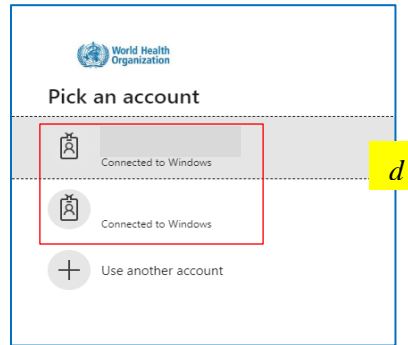 World Health
Organization
Pick an account
Connected to Windows
d
Connected to Windows
Use another account